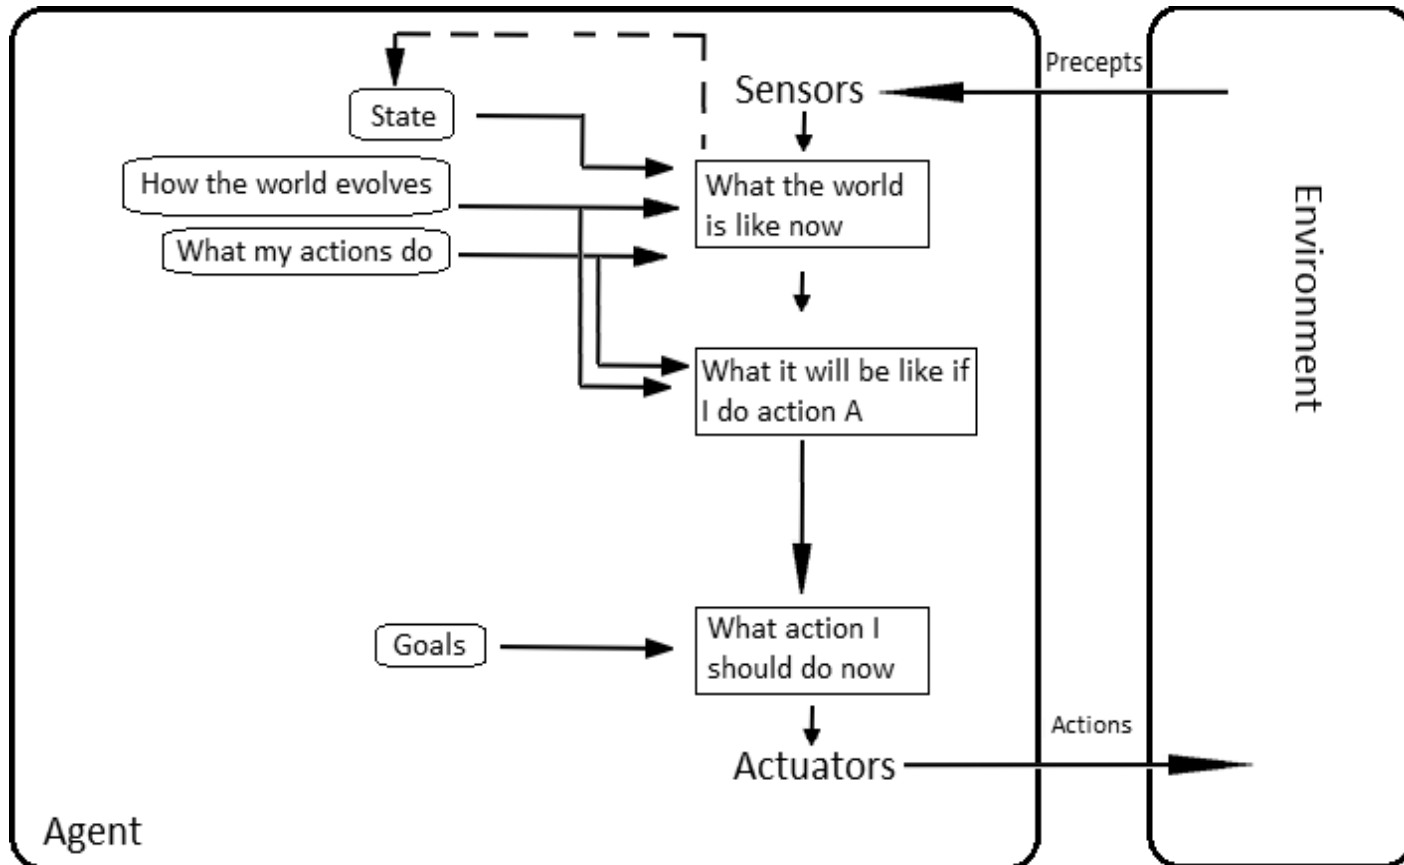 Precepts
Sensors
State
How the world evolves
What the world
is like now
What my actions do
Environment
What it will be like if
I do action A
Goals
What action I
should do now
Actions
Actuators
Agent